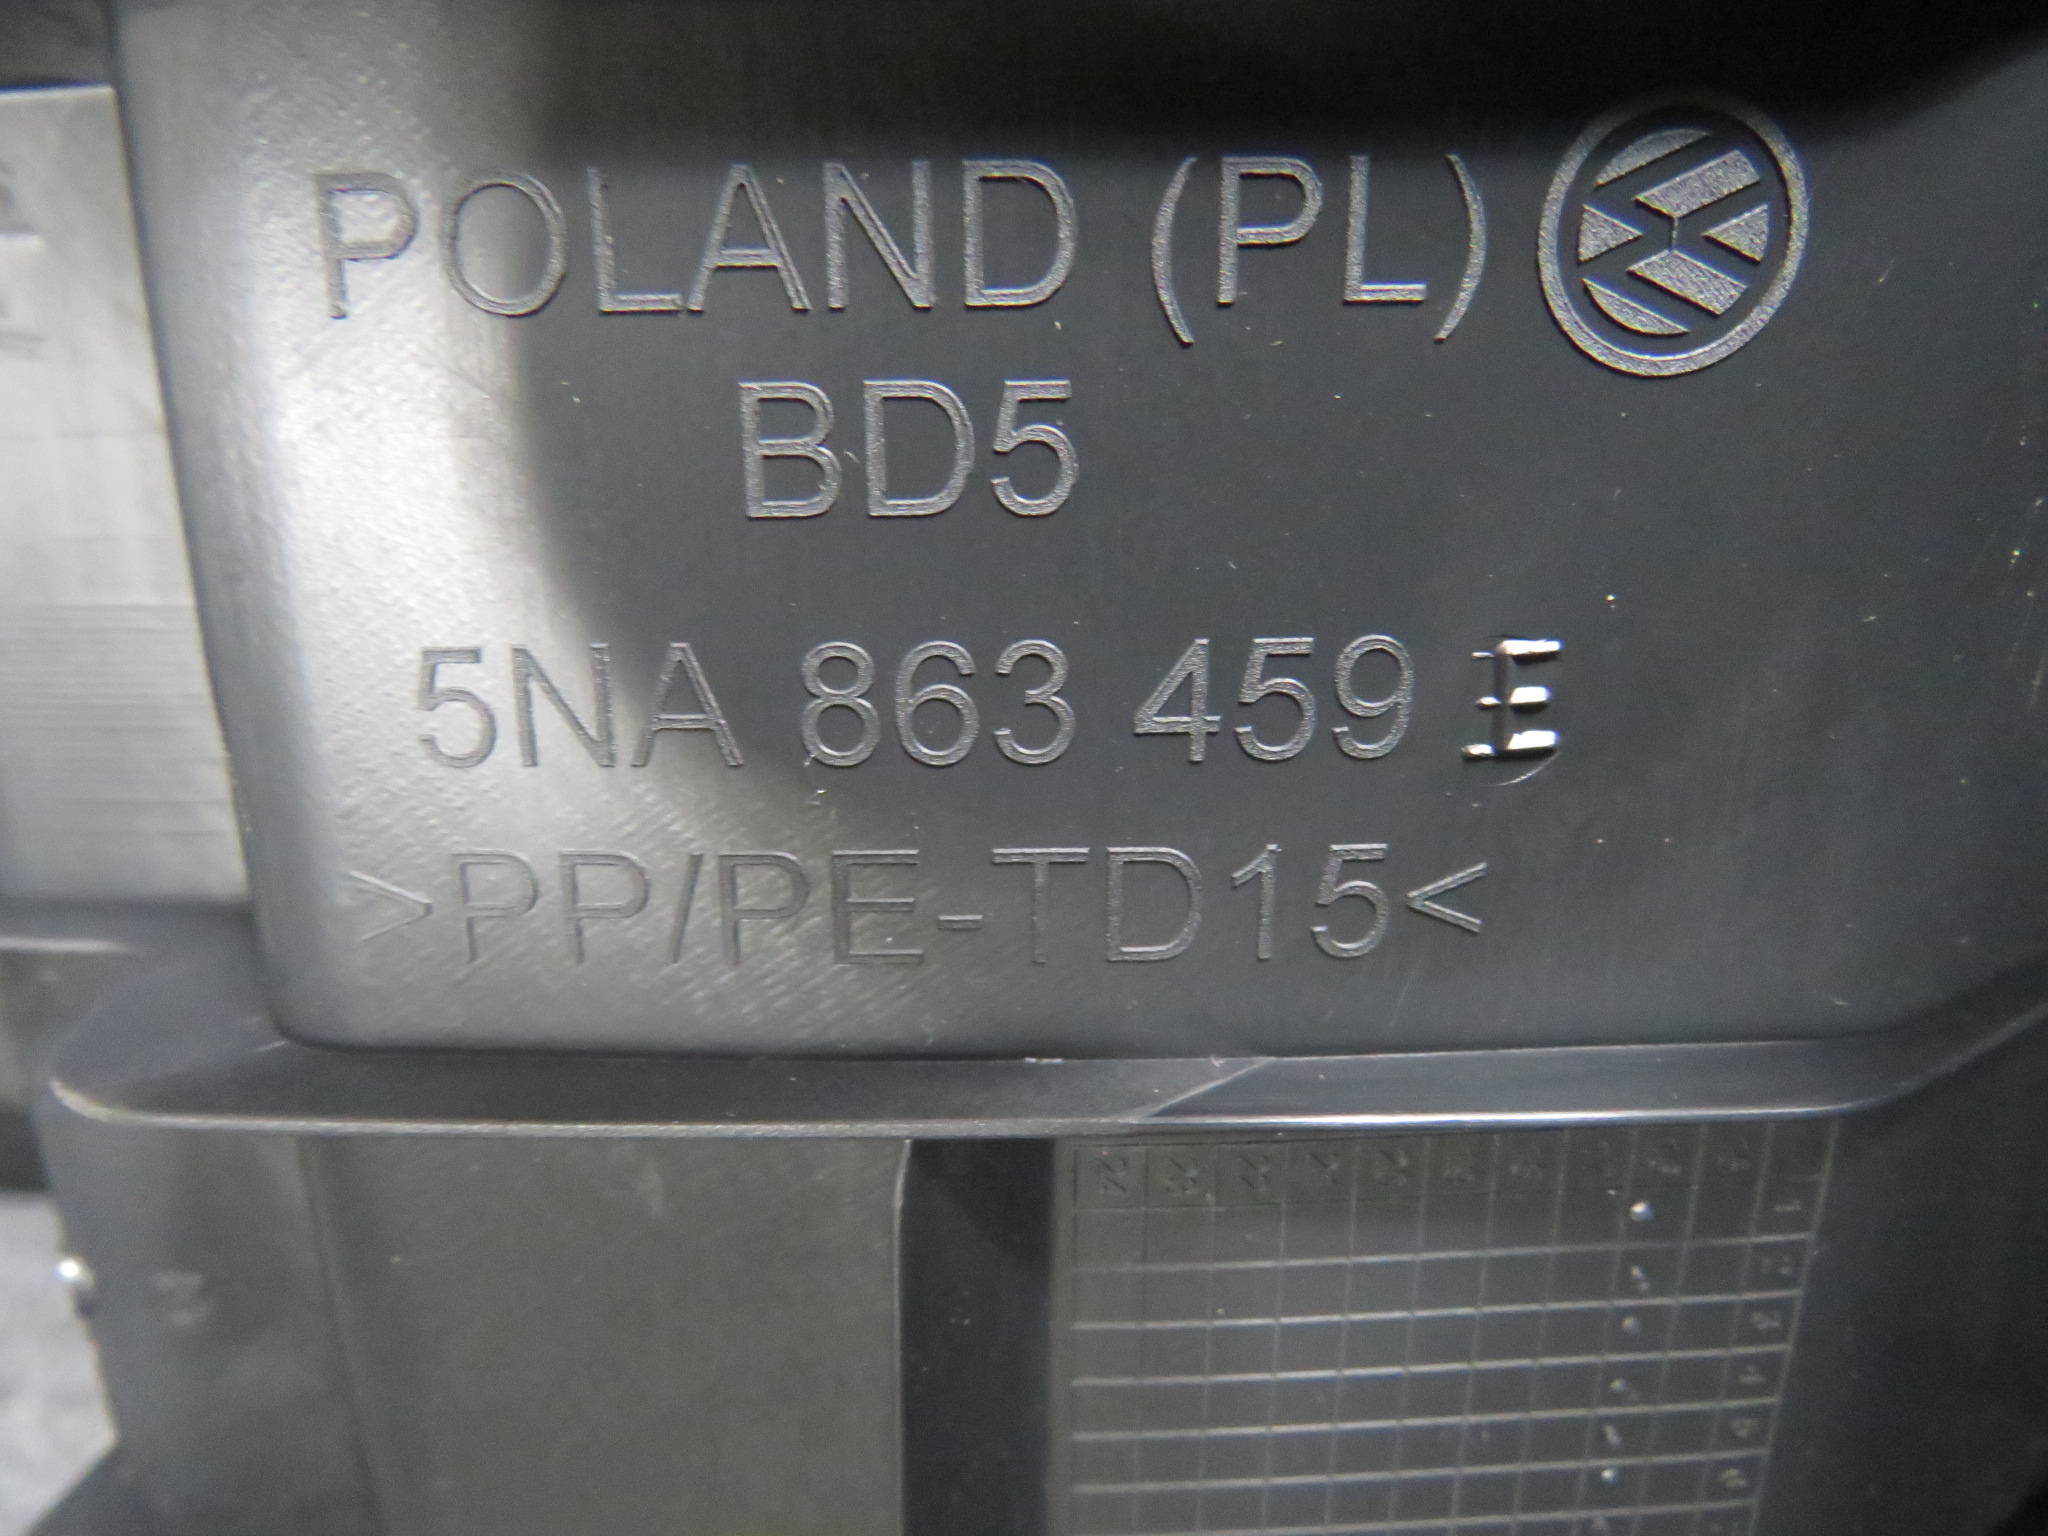 POLAND (PL)
BD5
5NA 863 459 E
>PP/PE-TD15<